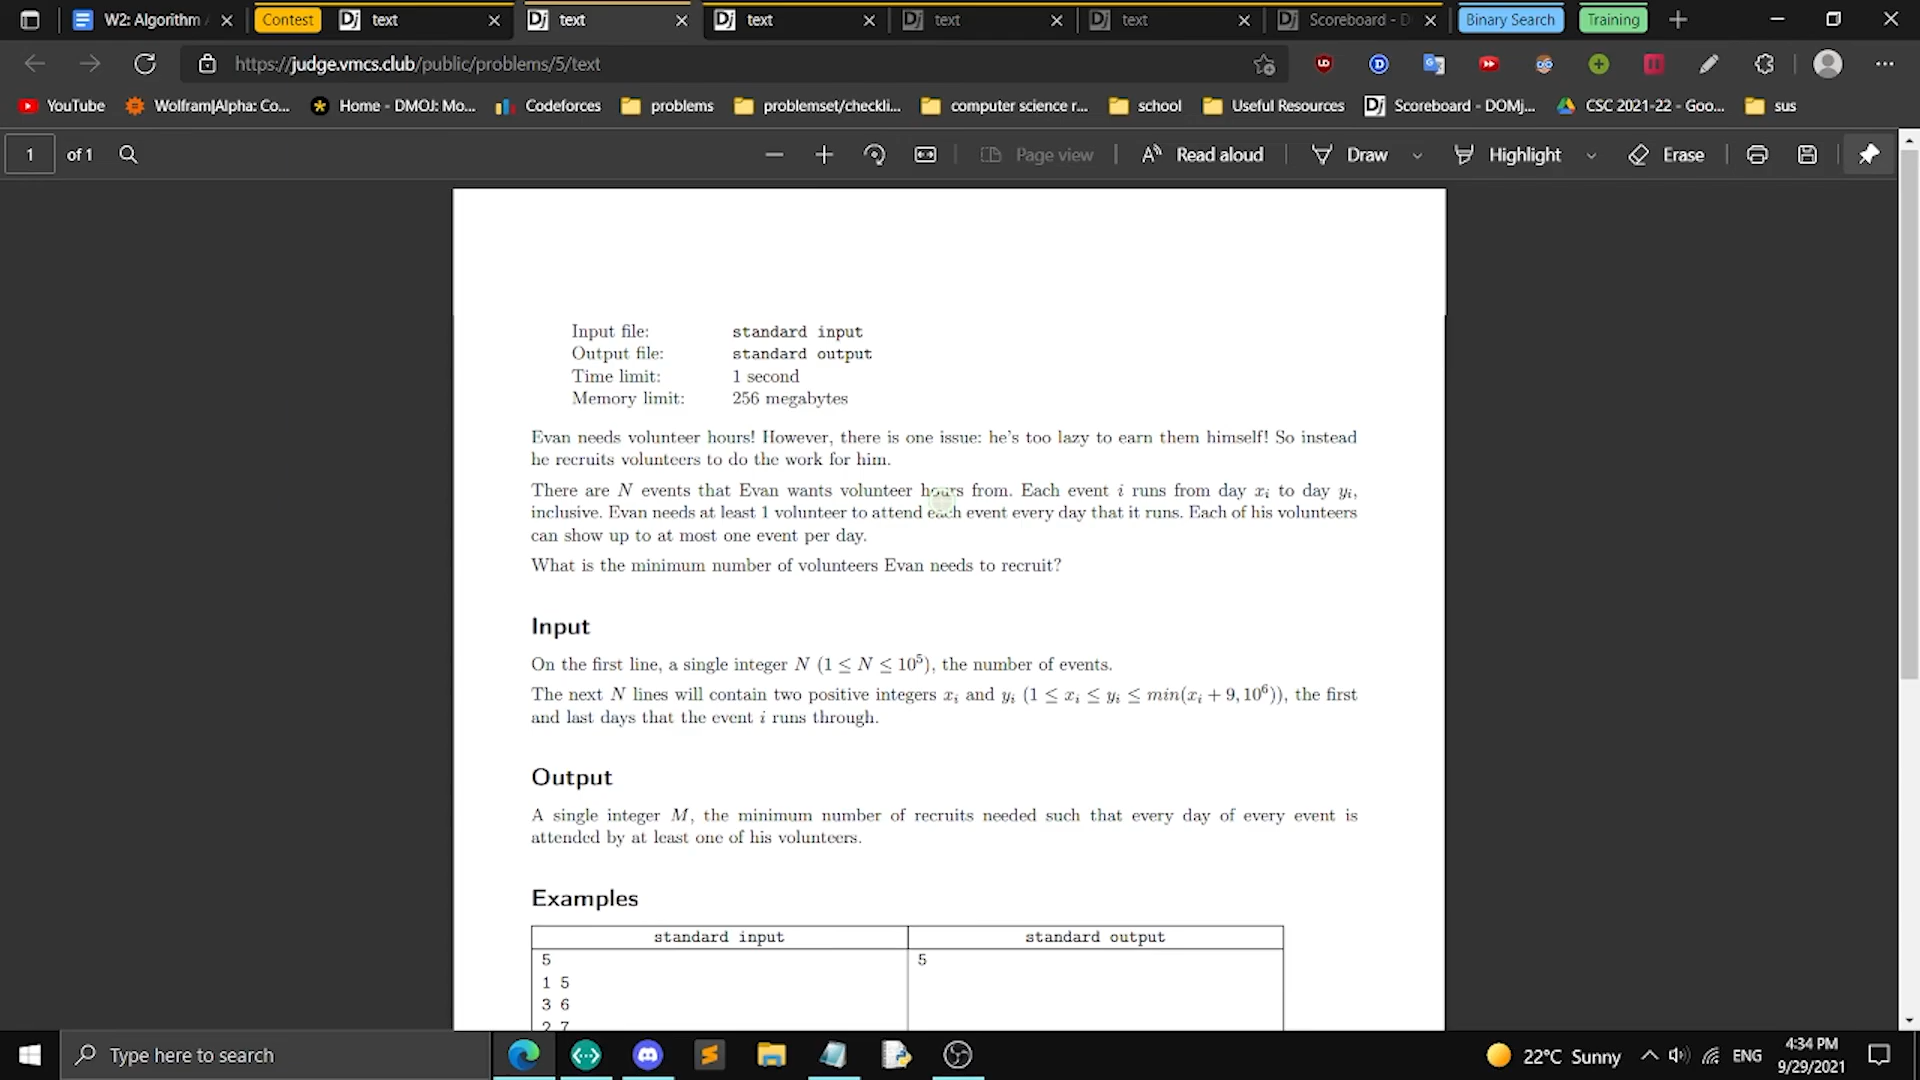 W2: Algorithm
Contest
text
text
text
text
text
Scoreboard - D
Binary Search
Training
https://judge.vmcs.club/public/problems/5/text
YouTube
Wolfram|Alpha: Co...
Home - DMOJ: Mo...
Codeforces
problems
problemset/checkli...
computer science r...
school
Useful Resources
Scoreboard - DOMj...
CSC 2021-22 - Goo...
sus
1 of 1
Page view
Read aloud
Draw
Highlight
Erase
Input file: standard input
Output file: standard output
Time limit: 1 second
Memory limit: 256 megabytes
Evan needs volunteer hours! However, there is one issue: he's too lazy to earn them himself! So instead
he recruits volunteers to do the work for him.
There are N events that Evan wants volunteer hours from. Each event i runs from day xᵢ to day yᵢ,
inclusive. Evan needs at least 1 volunteer to attend each event every day that it runs. Each of his volunteers
can show up to at most one event per day.
What is the minimum number of volunteers Evan needs to recruit?
Input
On the first line, a single integer N (1 ≤ N ≤ 10⁵), the number of events.
The next N lines will contain two positive integers xᵢ and yᵢ (1 ≤ xᵢ ≤ yᵢ ≤ min(xᵢ + 9, 10⁶)), the first
and last days that the event i runs through.
Output
A single integer M, the minimum number of recruits needed such that every day of every event is
attended by at least one of his volunteers.
Examples
standard input standard output
5 5
1 5
3 6
2 7
Type here to search
22°C Sunny
ENG
4:34 PM
9/29/2021